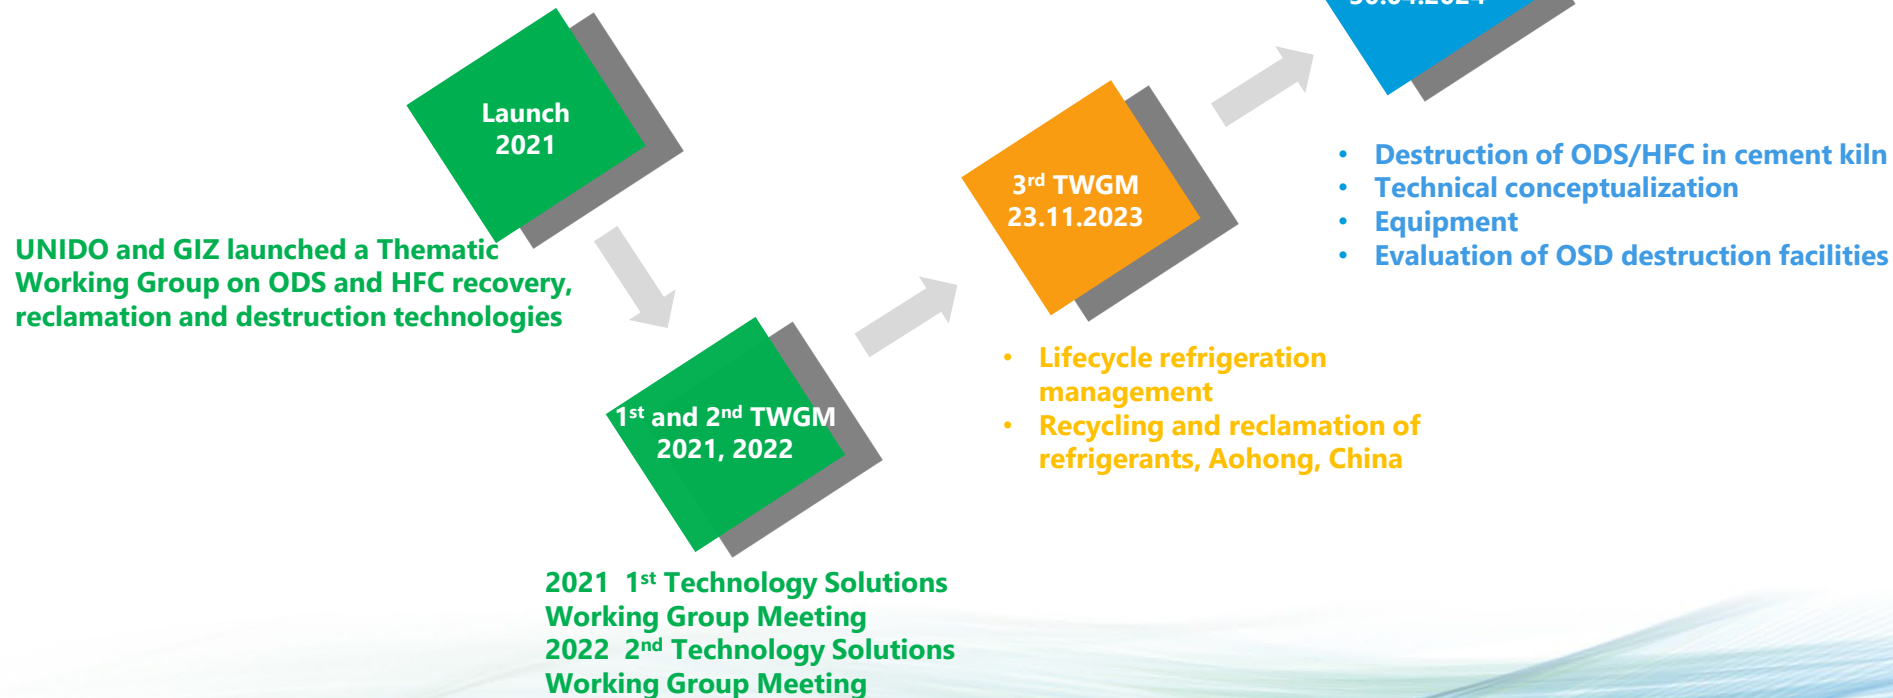 Launch
2021
UNIDO and GIZ launched a Thematic
Working Group on ODS and HFC recovery,
reclamation and destruction technologies
1st and 2nd TWGM
2021, 2022
2021 1st Technology Solutions
Working Group Meeting
2022 2nd Technology Solutions
Working Group Meeting
3rd TWGM
23.11.2023
• Lifecycle refrigeration
management
• Recycling and reclamation of
refrigerants, Aohong, China
• Destruction of ODS/HFC in cement kiln
• Technical conceptualization
• Equipment
• Evaluation of OSD destruction facilities